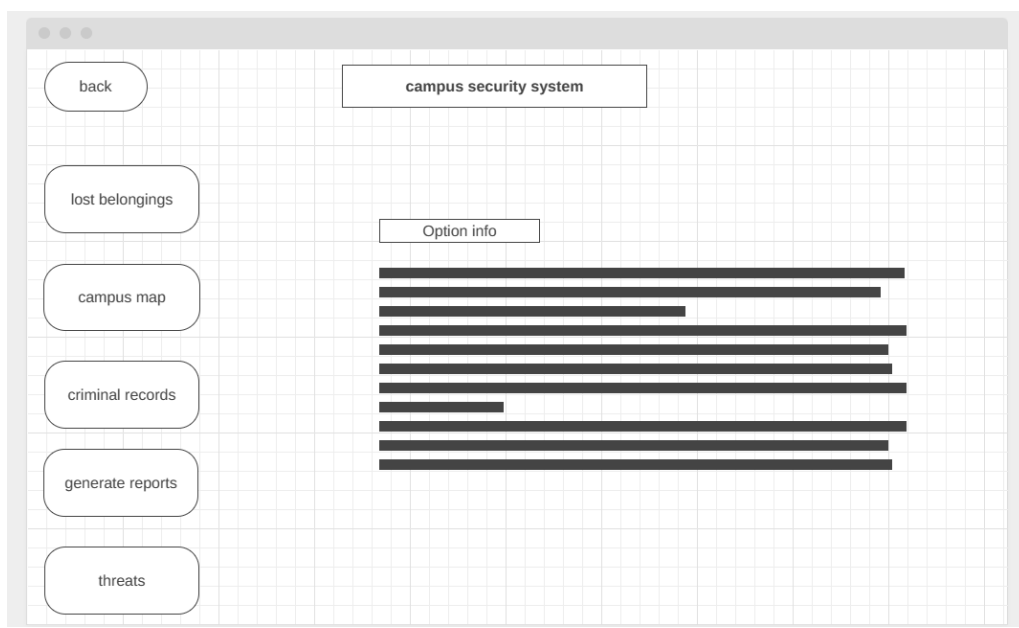 back
campus security system
lost belongings
Option info
campus map
criminal records
generate reports
threats